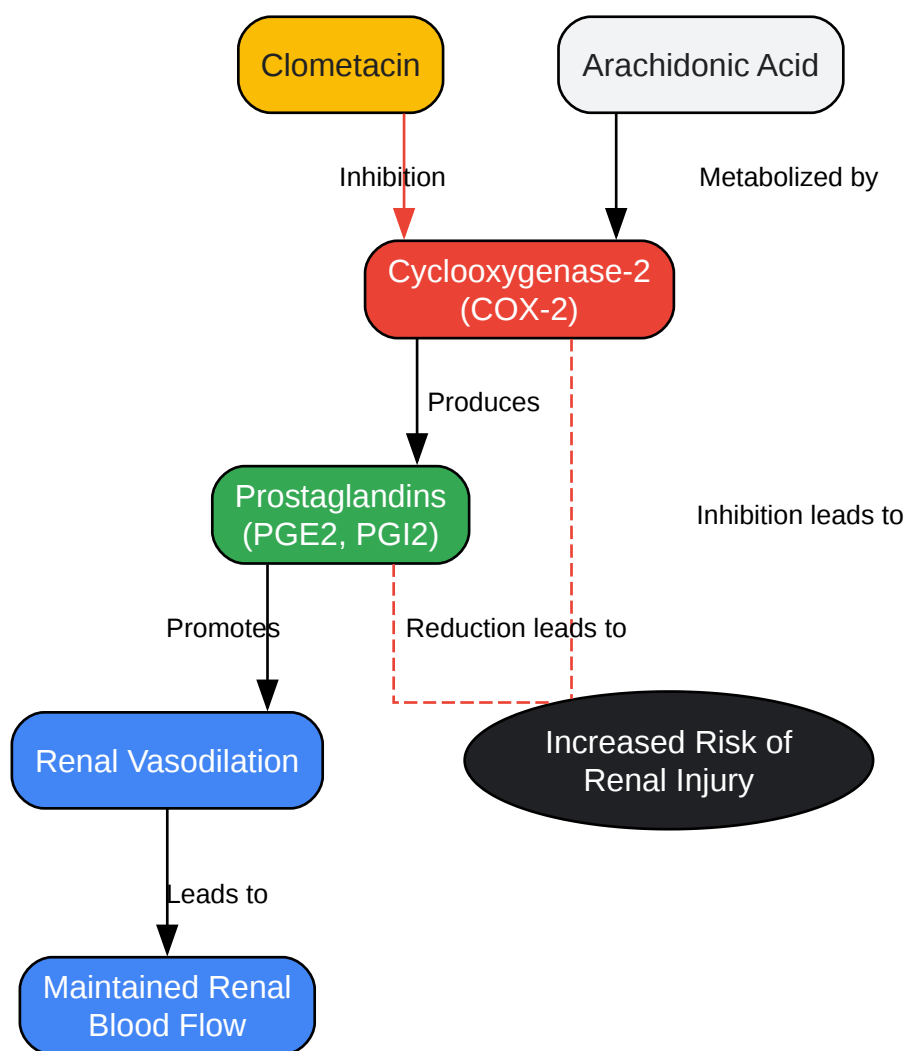 Clometacin
Arachidonic Acid
Inhibition
Metabolized by
Cyclooxygenase-2
(COX-2)
Produces
Prostaglandins
(PGE2, PGI2)
Inhibition leads to
Promotes
Reduction leads to
Renal Vasodilation
Increased Risk of
Renal Injury
Leads to
Maintained Renal
Blood Flow